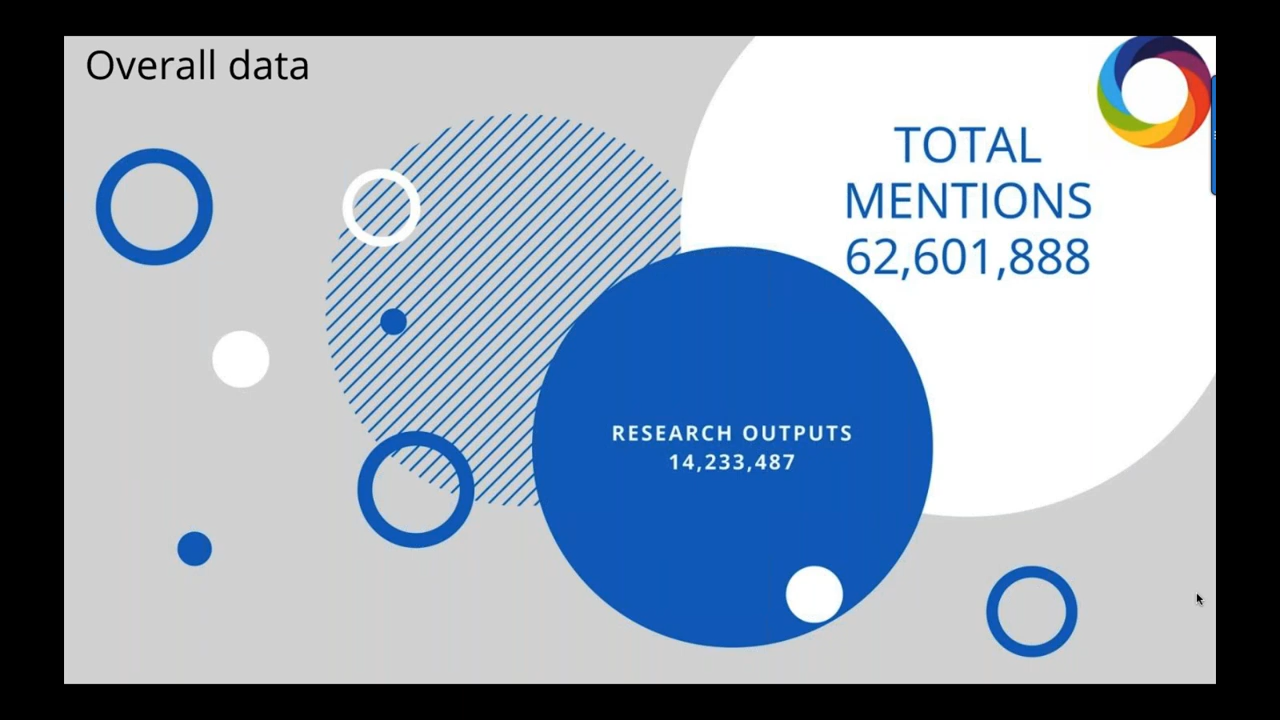 Overall data
TOTAL
MENTIONS
62,601,888
RESEARCH OUTPUTS
14,233,487